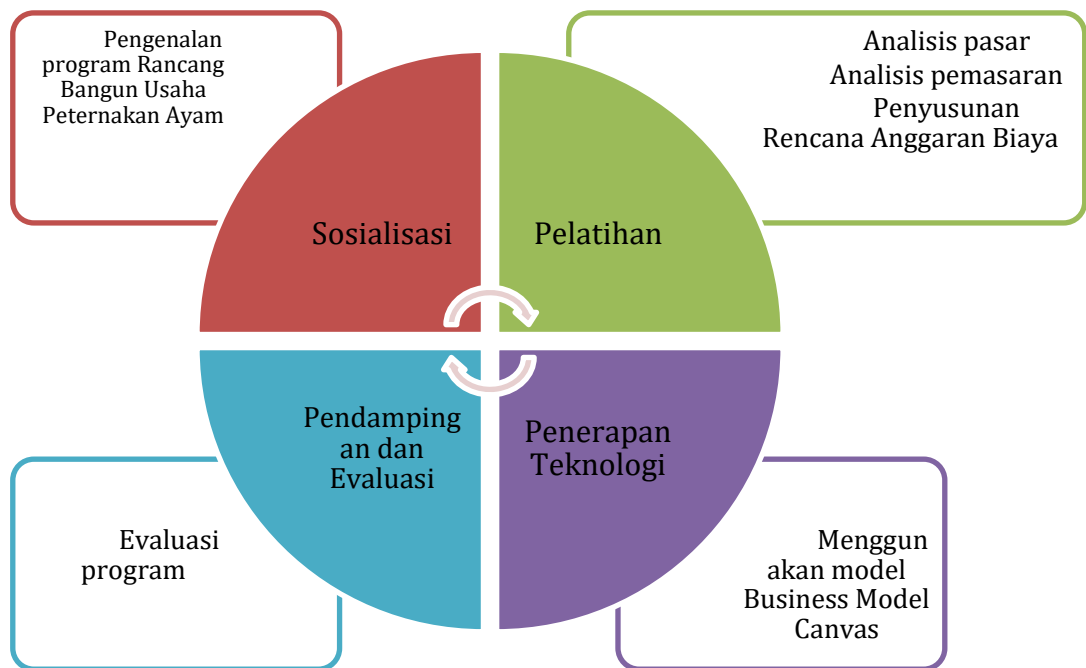 Pengenalan
program Rancang
Bangun Usaha
Peternakan Ayam
Analisis pasar
Analisis pemasaran
Penyusunan
Rencana Anggaran Biaya
Sosialisasi
Pelatihan
Pendamping
an dan
Evaluasi
Penerapan
Teknologi
Evaluasi
program
Menggun
akan model
Business Model
Canvas